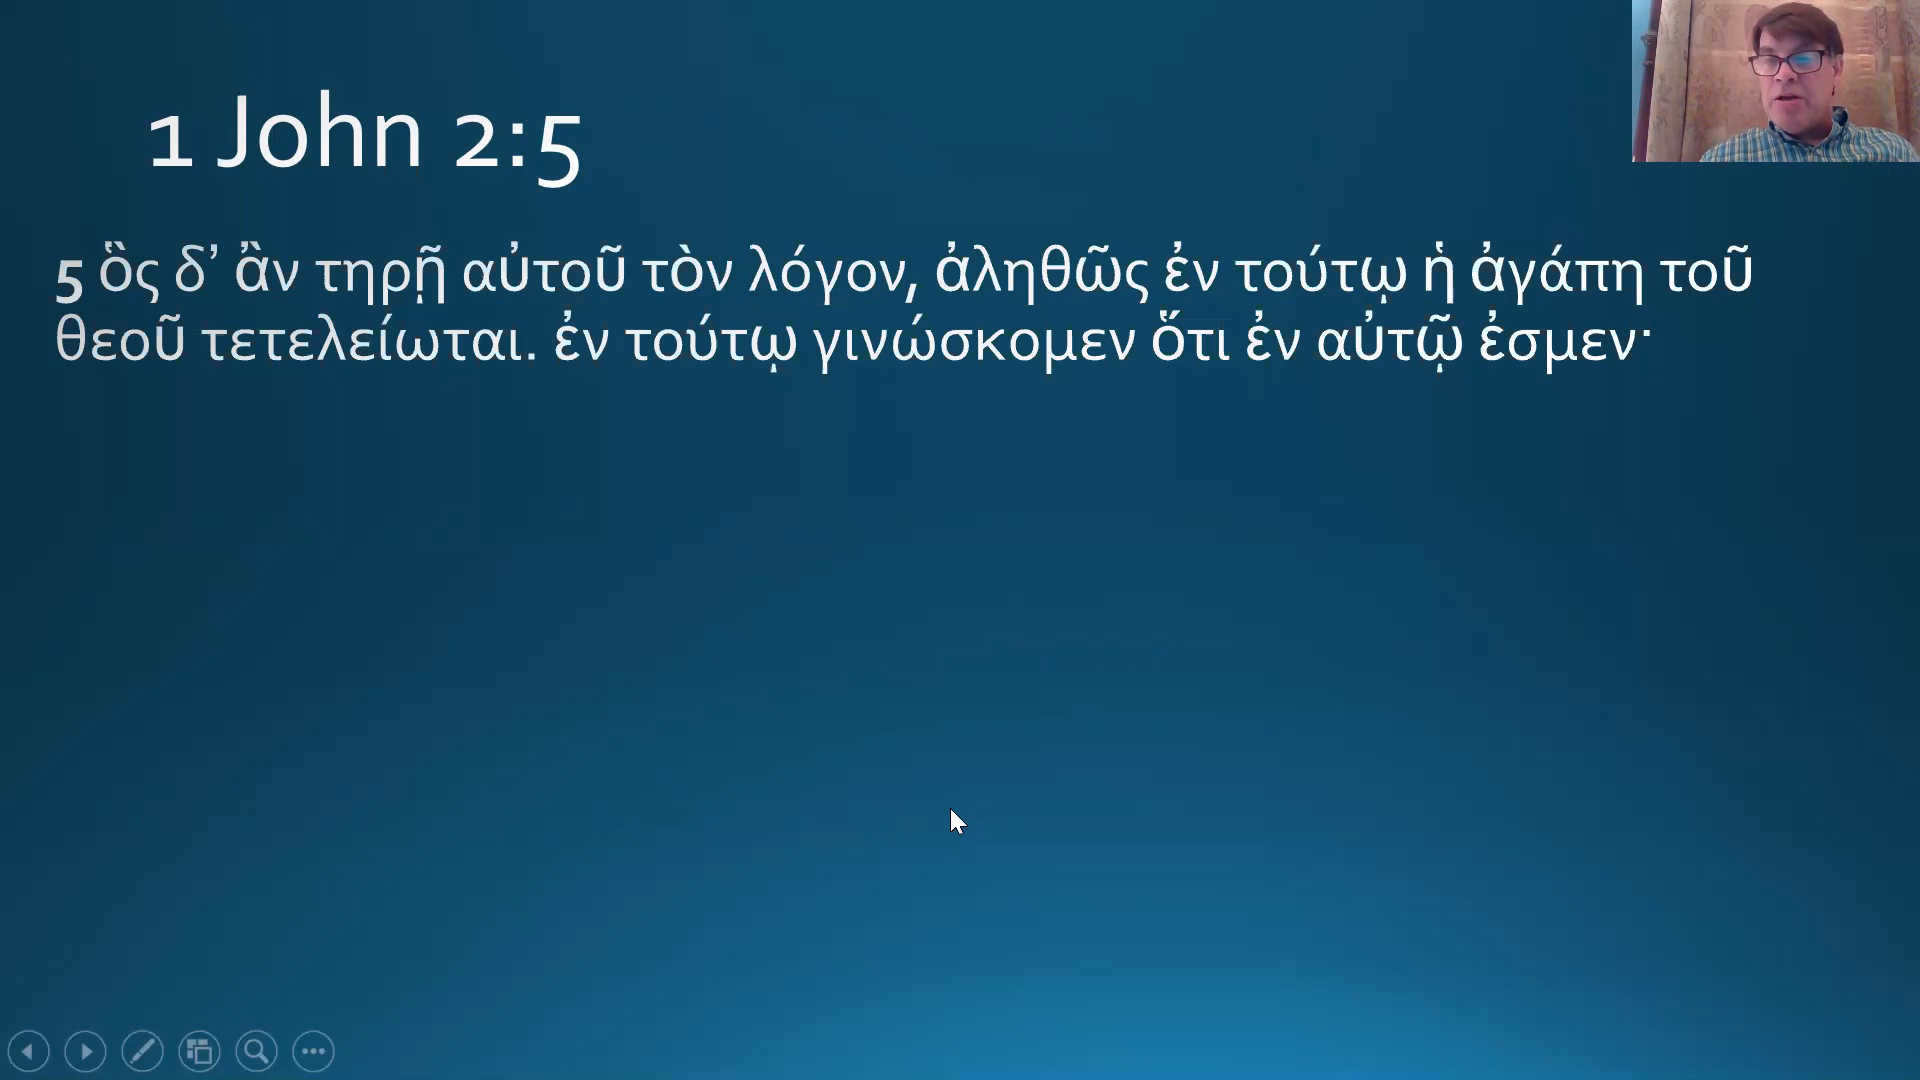 1 John 2:5
5 ὃς δ’ ἂν τηρῇ αὐτοῦ τὸν λόγον, ἀληθῶς ἐν τούτῳ ἡ ἀγάπη τοῦ
θεοῦ τετελείωται. ἐν τούτῳ γινώσκομεν ὅτι ἐν αὐτῷ ἐσμεν·